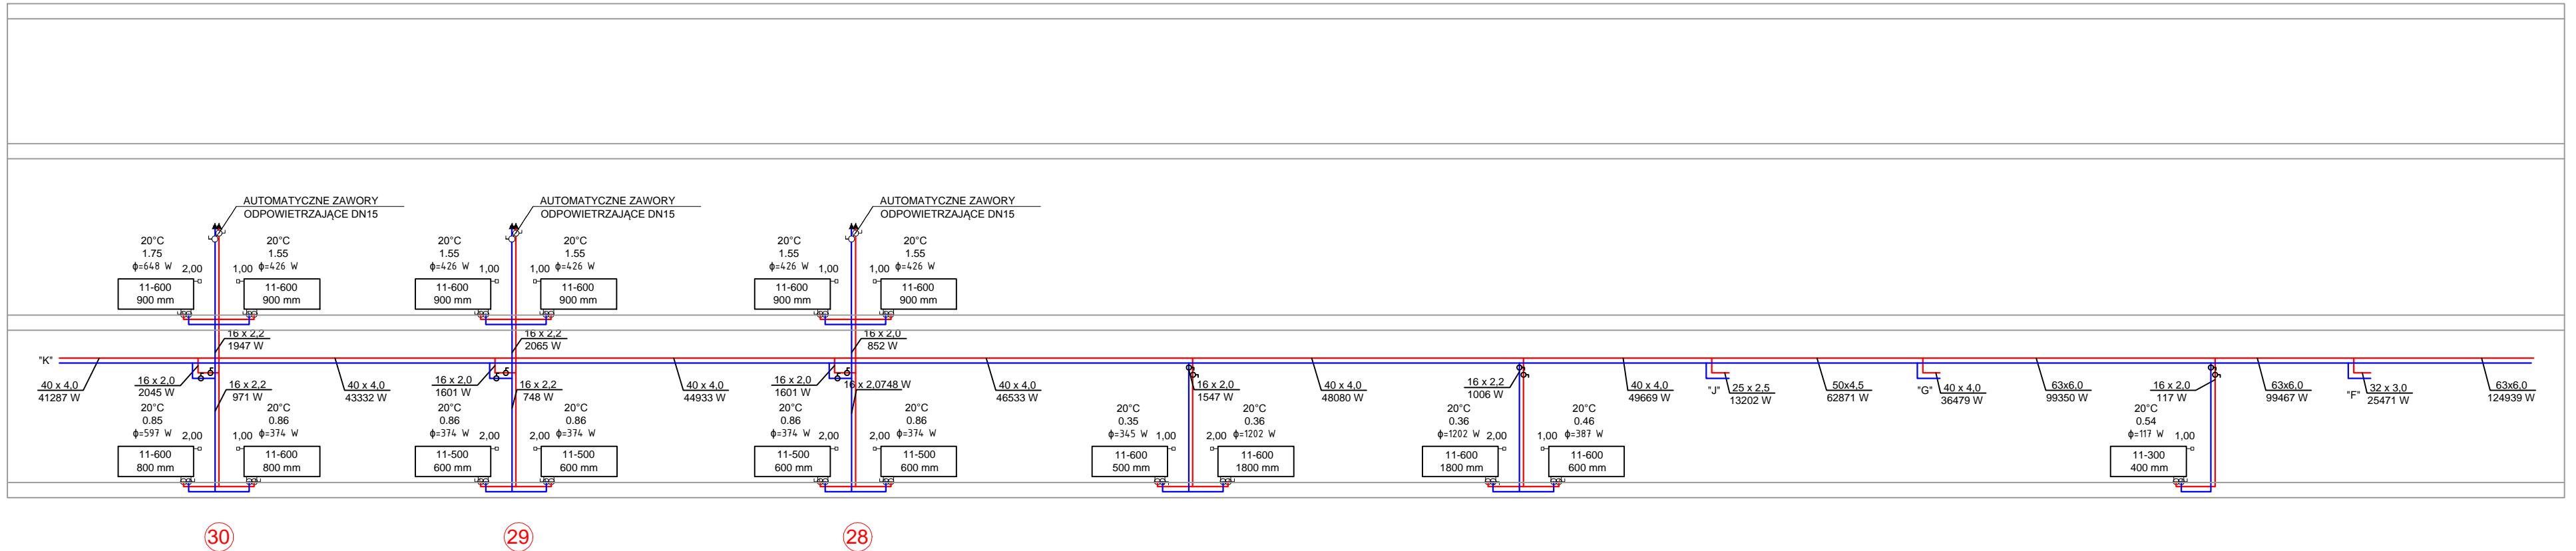 AUTOMATYCZNE ZAWORY
ODPOWIETRZAJĄCE DN15
AUTOMATYCZNE ZAWORY
ODPOWIETRZAJĄCE DN15
AUTOMATYCZNE ZAWORY
ODPOWIETRZAJĄCE DN15
20°C
1.75
ϕ=648 W
2,00
11-600
900 mm
20°C
1.55
1,00 ϕ=426 W
11-600
900 mm
20°C
1.55
ϕ=426 W 1,00
11-600
900 mm
20°C
1.55
1,00 ϕ=426 W
11-600
900 mm
20°C
1.55
ϕ=426 W 1,00
11-600
900 mm
20°C
1.55
1,00 ϕ=426 W
11-600
900 mm
16 x 2,2
1947 W
16 x 2,2
2065 W
16 x 2,0
852 W
"K"
40 x 4,0
41287 W
16 x 2,0
2045 W
16 x 2,2
971 W
40 x 4,0
43332 W
16 x 2,0
1601 W
16 x 2,2
748 W
40 x 4,0
44933 W
16 x 2,0
1601 W
16 x 2,0748 W
40 x 4,0
46533 W
16 x 2,0
1547 W
40 x 4,0
48080 W
16 x 2,2
1006 W
40 x 4,0
49669 W
"J"
25 x 2,5
13202 W
50x4,5
62871 W
"G"
40 x 4,0
36479 W
63x6,0
99350 W
16 x 2,0
117 W
63x6,0
99467 W
"F"
32 x 3,0
25471 W
63x6,0
124939 W
20°C
0.85
ϕ=597 W 2,00
11-600
800 mm
20°C
0.86
1,00 ϕ=374 W
11-600
800 mm
20°C
0.86
ϕ=374 W 2,00
11-500
600 mm
20°C
0.86
2,00 ϕ=374 W
11-500
600 mm
20°C
0.86
ϕ=374 W 2,00
11-500
600 mm
20°C
0.86
2,00 ϕ=374 W
11-500
600 mm
20°C
0.35
ϕ=345 W 1,00
11-600
500 mm
20°C
0.36
2,00 ϕ=1202 W
11-600
1800 mm
20°C
0.36
ϕ=1202 W 2,00
11-600
1800 mm
20°C
0.46
1,00 ϕ=387 W
11-600
600 mm
20°C
0.54
ϕ=117 W 1,00
11-300
400 mm
30
29
28